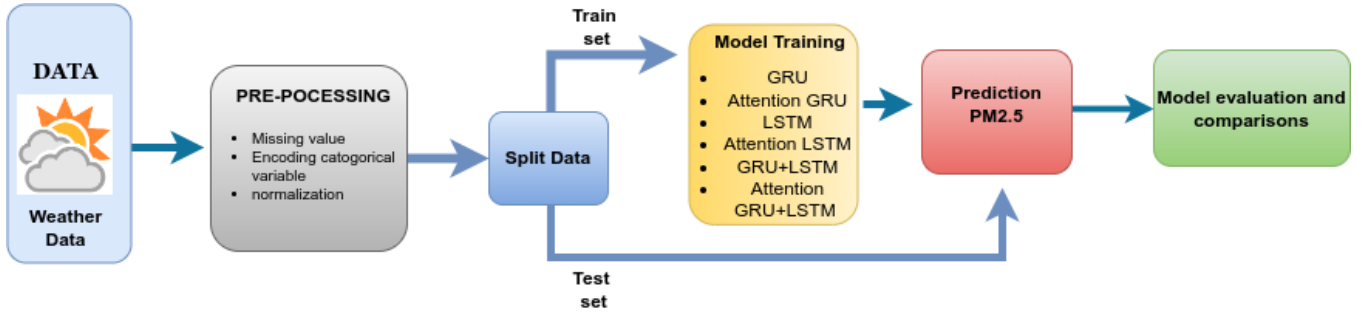 DATA
Weather
Data
PRE-POCESSING
• Missing value
• Encoding catogorical
variable
• normalization
Split Data
Train
set
Test
set
Model Training
• GRU
• Attention GRU
• LSTM
• Attention LSTM
• GRU+LSTM
• Attention
GRU+LSTM
Prediction
PM2.5
Model evaluation and
comparisons